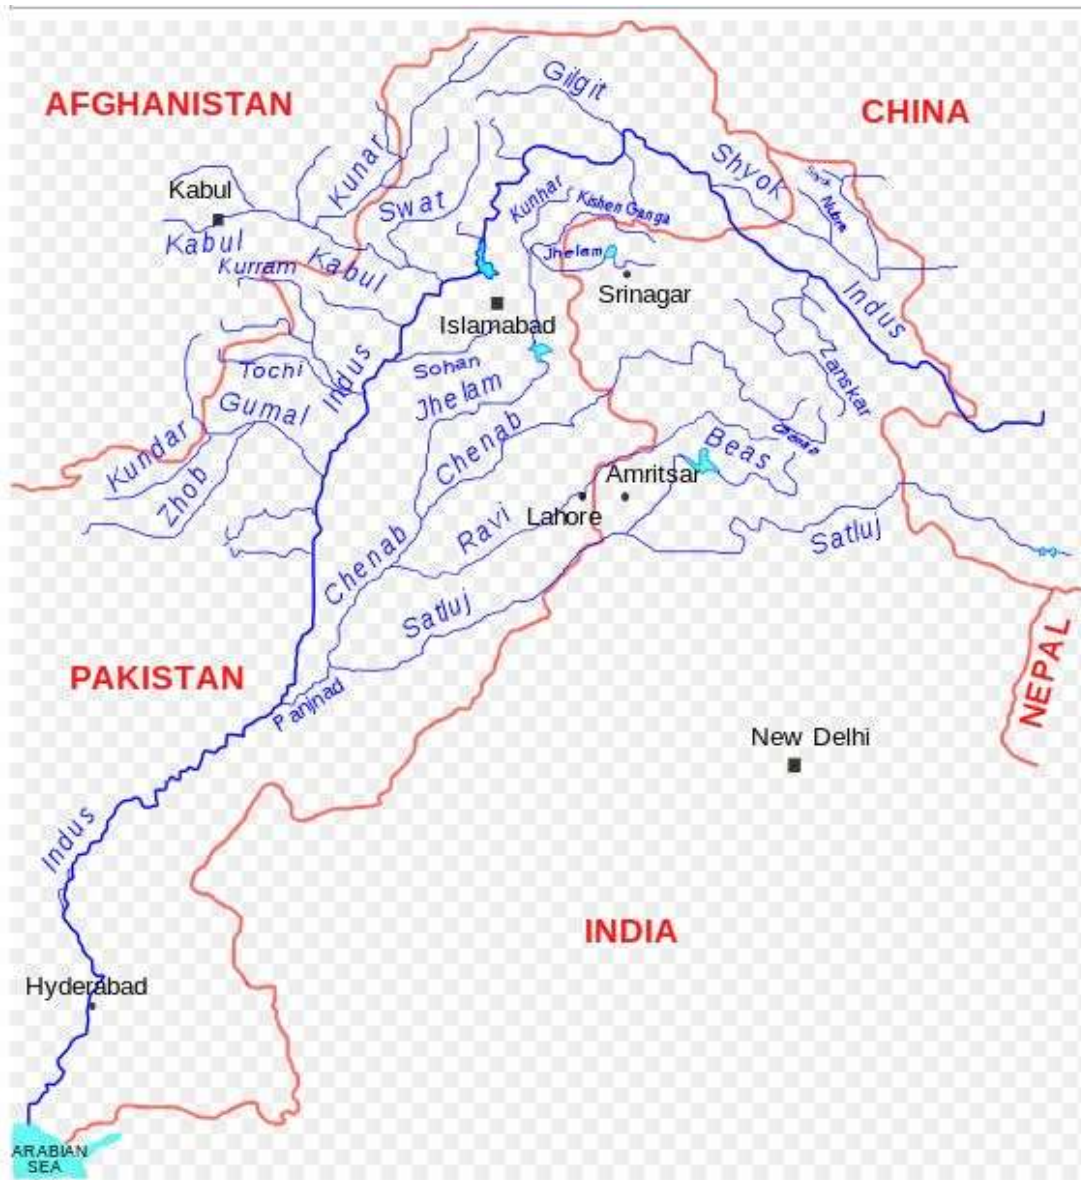 Gilgit
AFGHANISTAN
CHINA
Kunar
Shyok
Kabul
Swat
Kunhar
Kishen Ganga
Nubra
Kabul
Kurram
Kabul
Jhelam
Srinagar
Indus
Islamabad
Indus
Sohan
Zanskar
Tochi
Jhelam
Gumal
Chenab
Kundar
Beas
Zhob
Amritsar
Lahore
Ravi
Chenab
Satluj
Satluj
PAKISTAN
NEPAL
Panjnad
New Delhi
Indus
INDIA
Hyderabad
ARABIAN
SEA